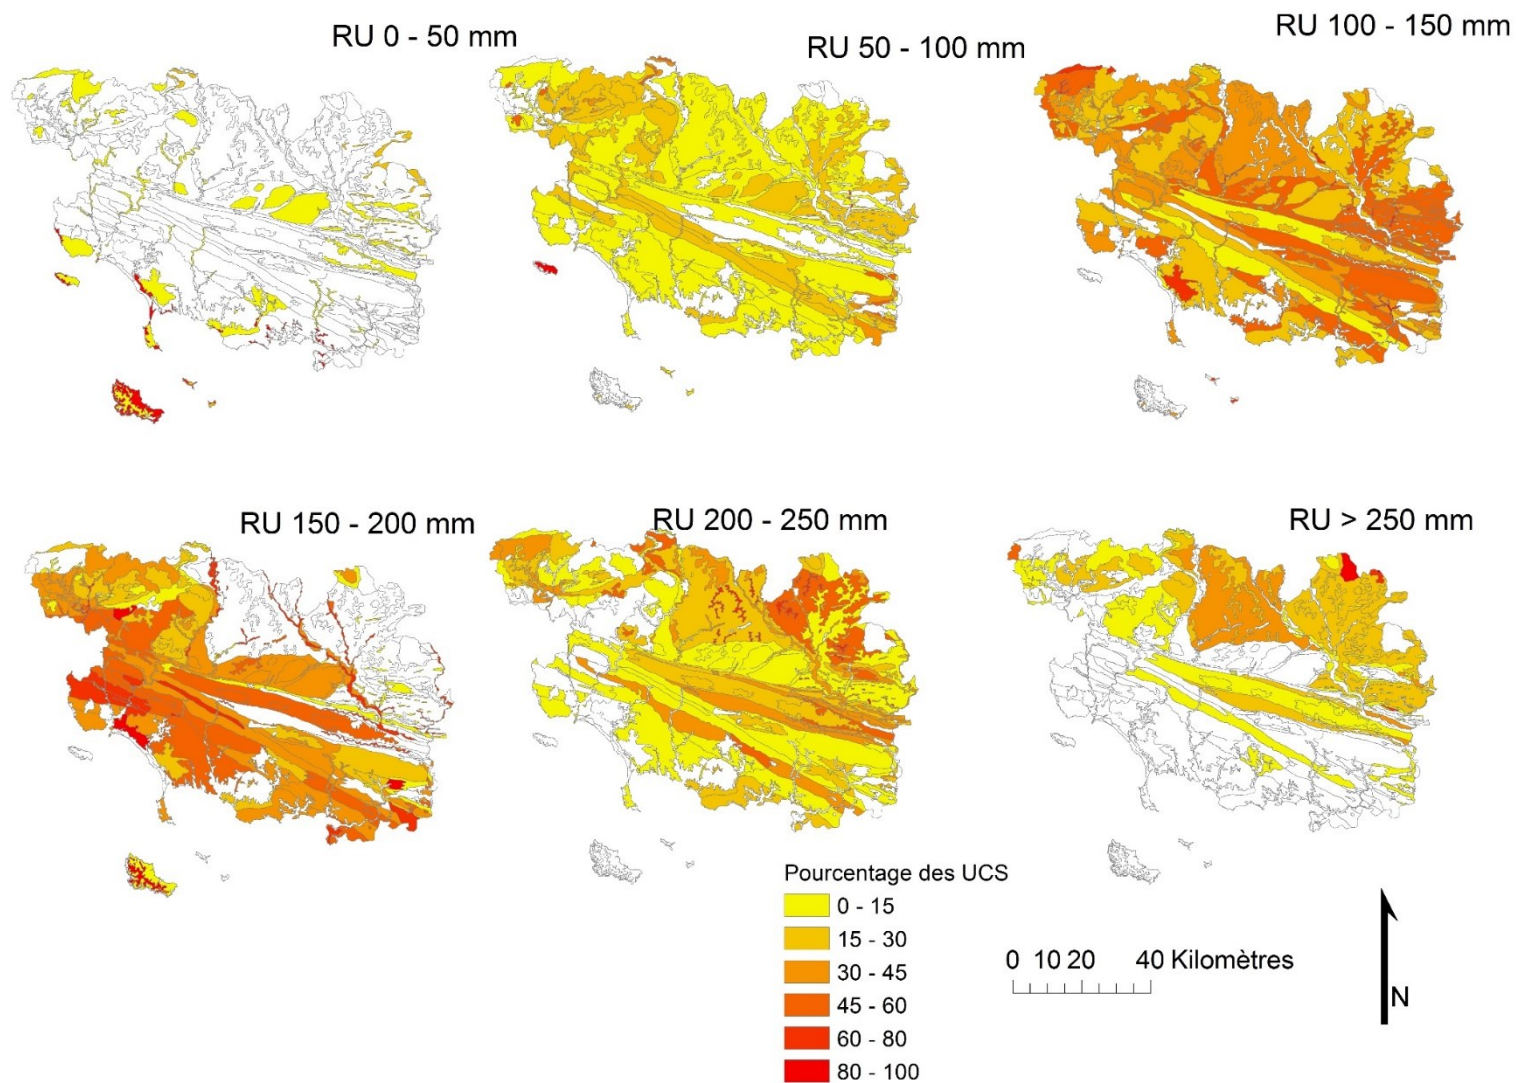 RU 0 - 50 mm
RU 50 - 100 mm
RU 100 - 150 mm
RU 150 - 200 mm
RU 200 - 250 mm
RU > 250 mm
Pourcentage des UCS
0 - 15
15 - 30
30 - 45
45 - 60
60 - 80
80 - 100
0 10 20 40 Kilomètres
N